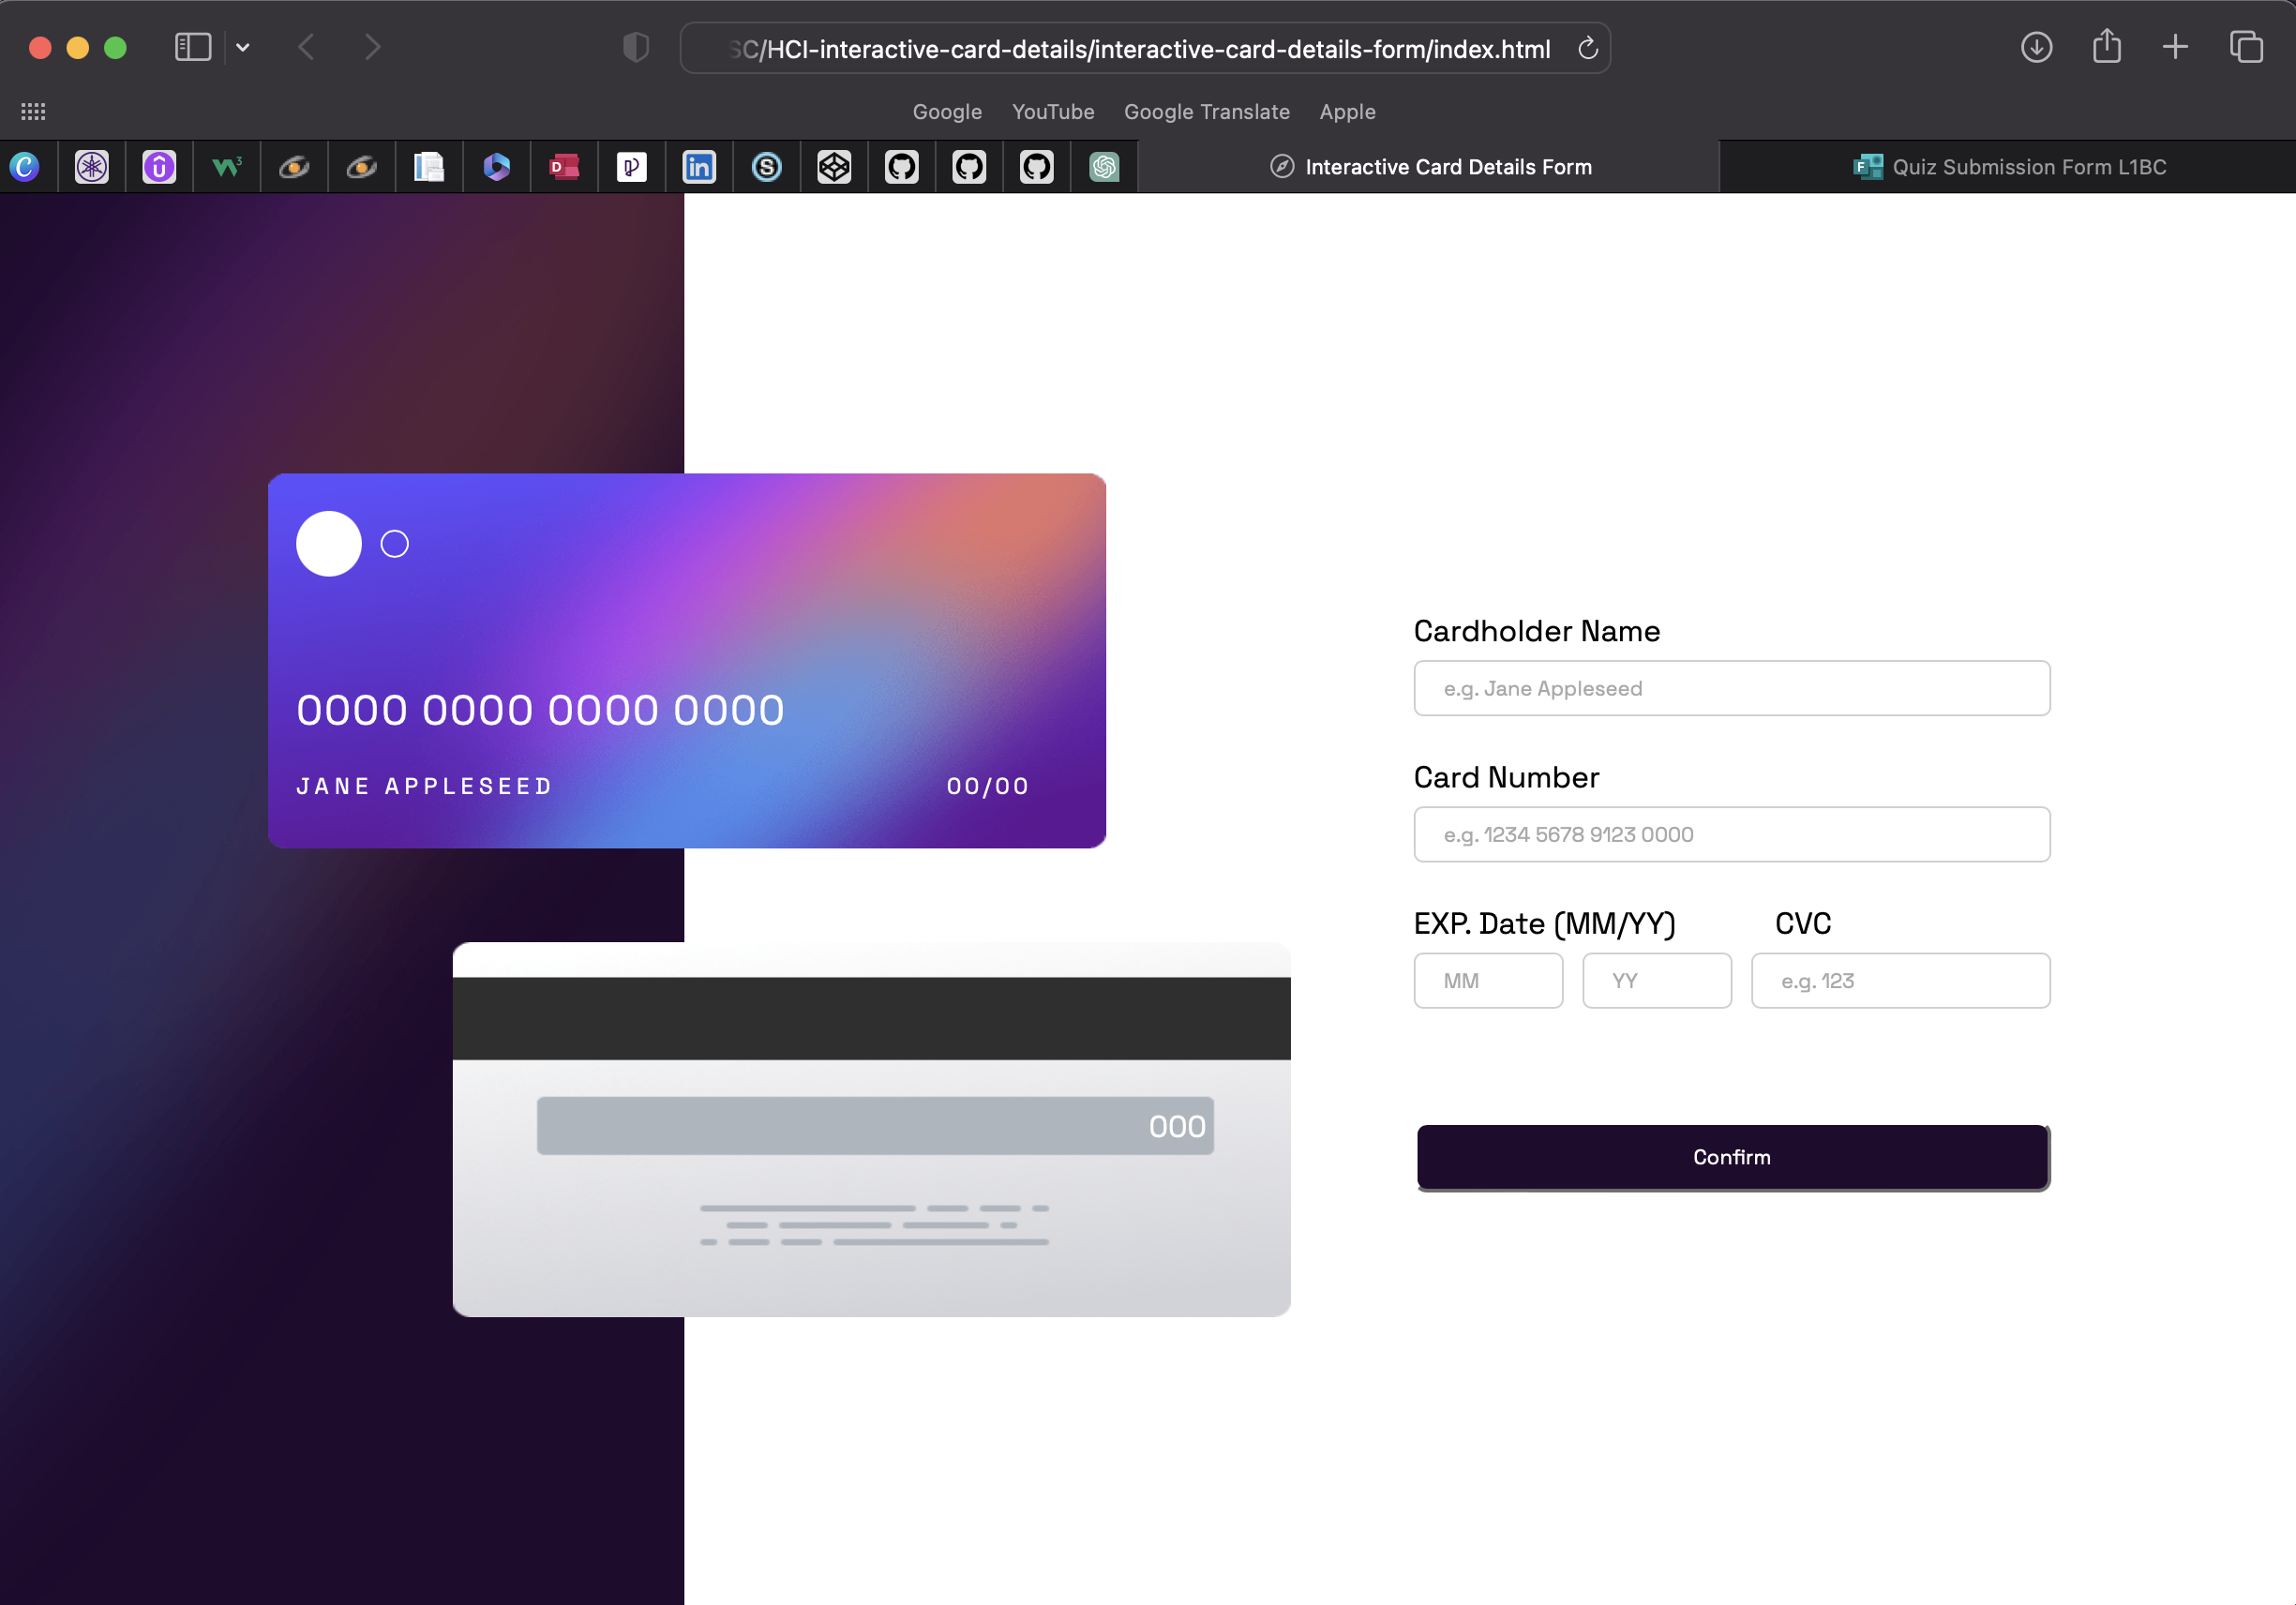 SC/HCI-interactive-card-details/interactive-card-details-form/index.html
Google YouTube Google Translate Apple
Interactive Card Details Form
Quiz Submission Form L1BC
0000 0000 0000 0000
JANE APPLESEED 00/00
000
Cardholder Name
e.g. Jane Appleseed
Card Number
e.g. 1234 5678 9123 0000
EXP. Date (MM/YY) CVC
MM YY e.g. 123
Confirm